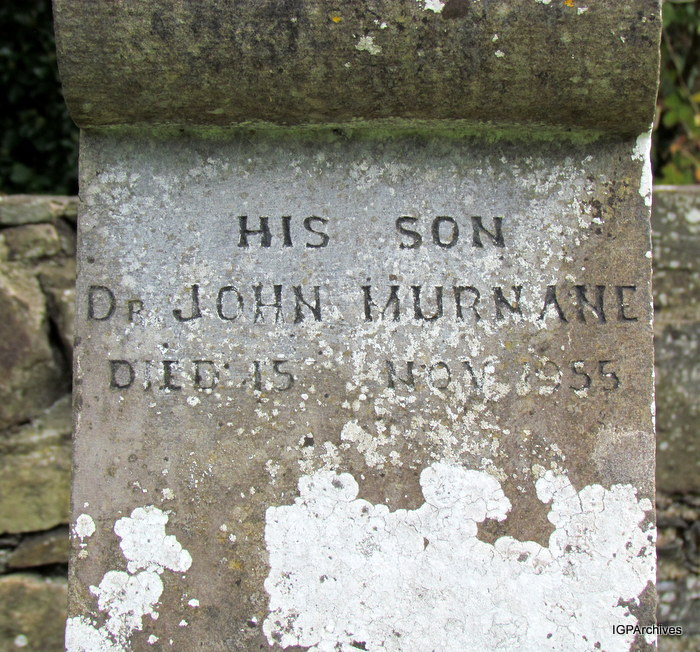 HIS SON
DR JOHN MURNANE
DIED 15 NOV 1955
IGPArchives